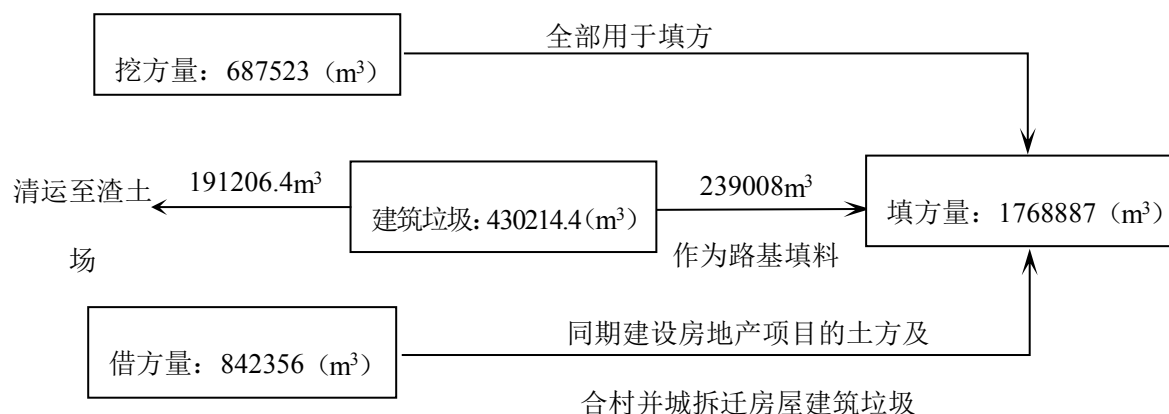 全部用于填方
挖方量：687523（m³）
清运至渣土
场
191206.4m³
建筑垃圾：430214.4（m³）
239008m³
作为路基填料
填方量：1768887（m³）
同期建设房地产项目的土方及
借方量：842356（m³）
合村并城拆迁房屋建筑垃圾